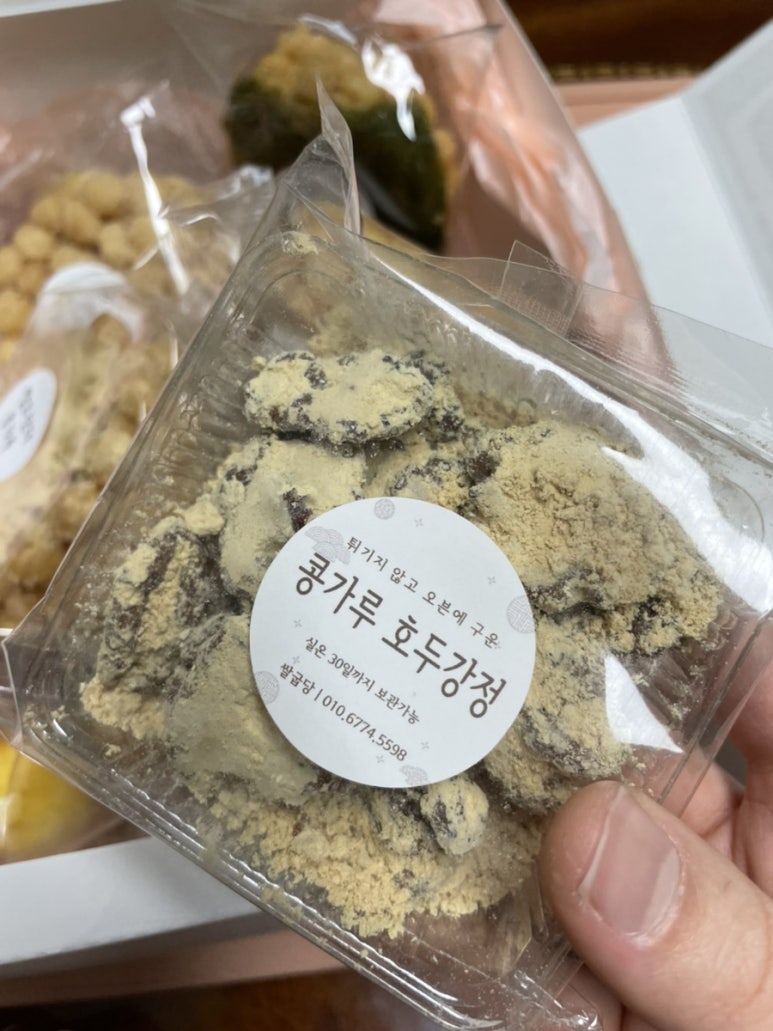 튀기지 않고 오븐에 구운
콩가루 호두강정
실온 30일까지 보관가능
쌀굽당 | 010.6774.5598